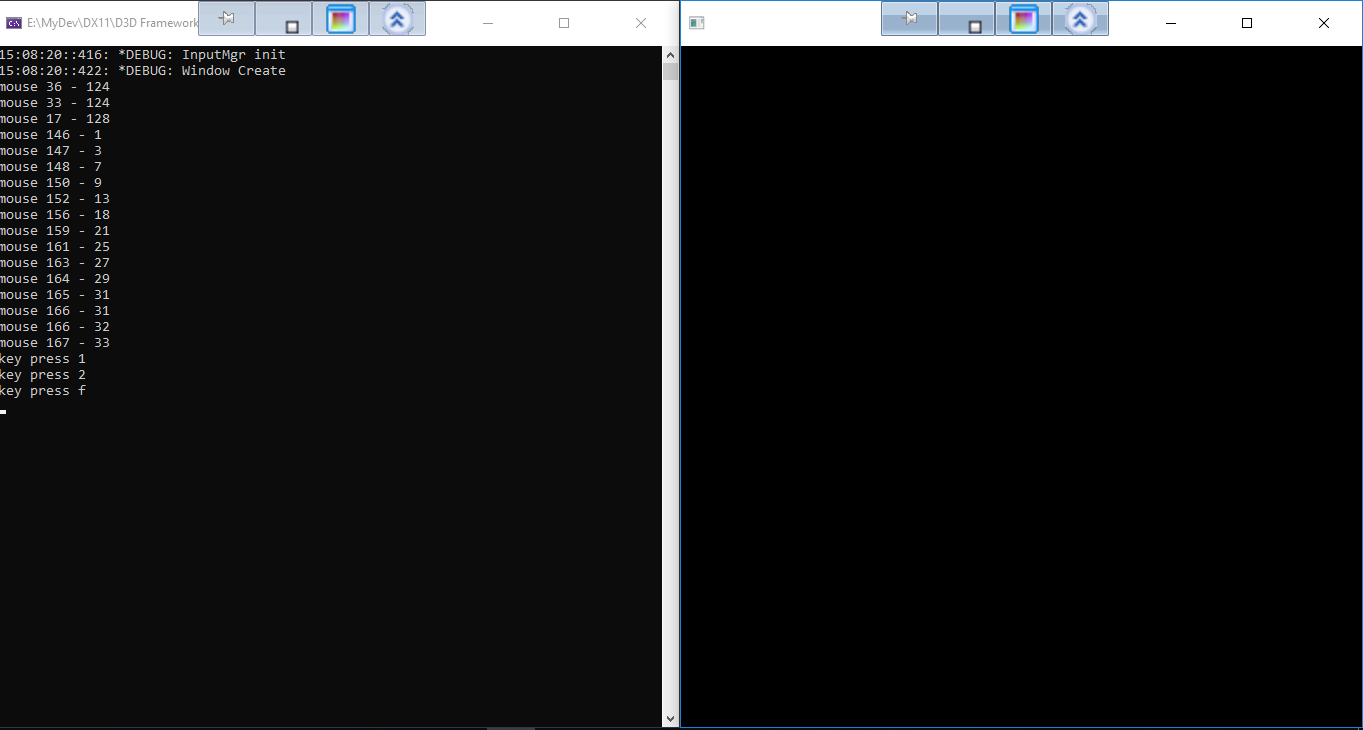 E:\MyDev\DX11\D3D Framework
15:08:20::416: *DEBUG: InputMgr init
15:08:20::422: *DEBUG: Window Create
mouse 36 - 124
mouse 33 - 124
mouse 17 - 128
mouse 146 - 1
mouse 147 - 3
mouse 148 - 7
mouse 150 - 9
mouse 152 - 13
mouse 156 - 18
mouse 159 - 21
mouse 161 - 25
mouse 163 - 27
mouse 164 - 29
mouse 165 - 31
mouse 166 - 31
mouse 166 - 32
mouse 167 - 33
key press 1
key press 2
key press f